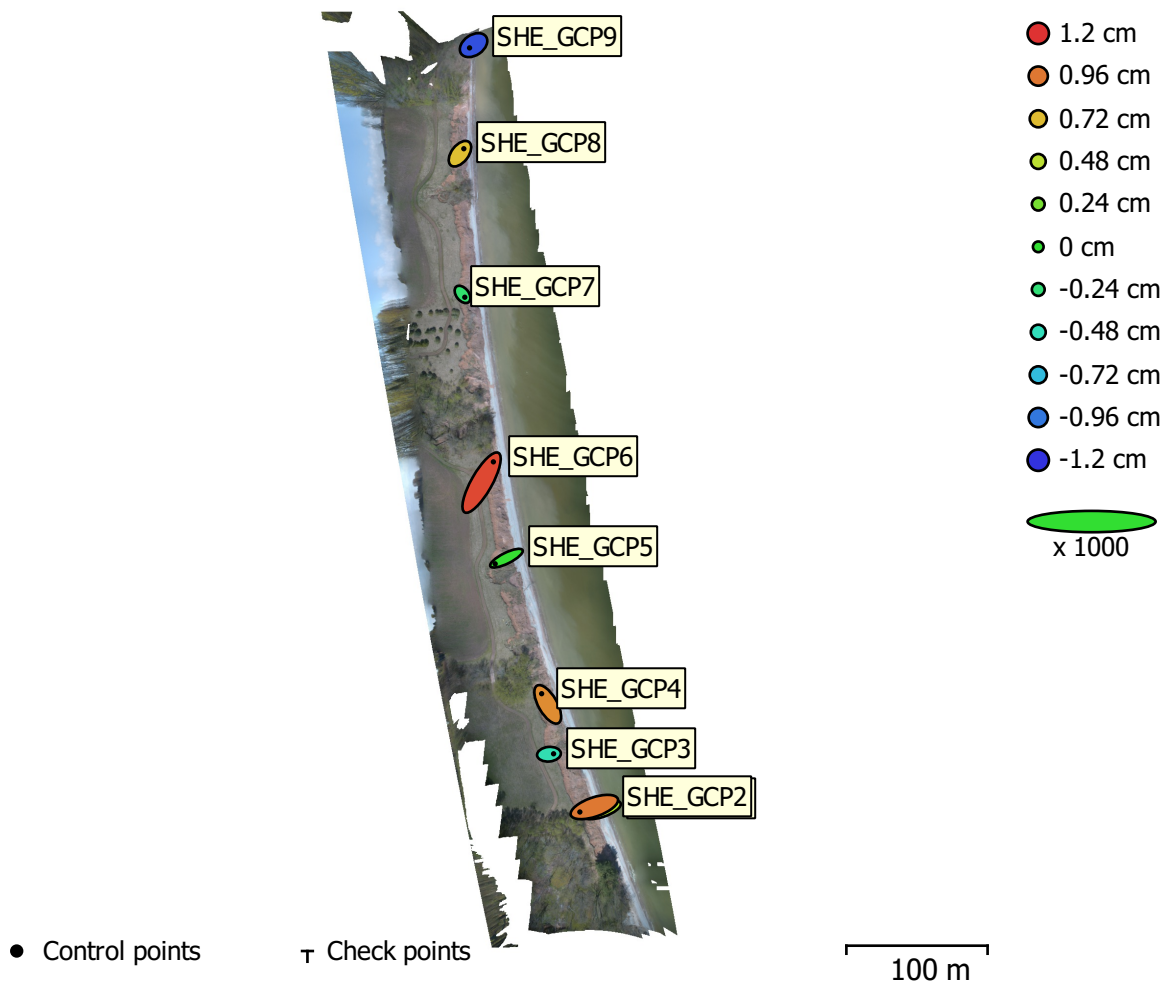 SHE_GCP9
SHE_GCP8
SHE_GCP7
SHE_GCP6
SHE_GCP5
SHE_GCP4
SHE_GCP3
SHE_GCP2
1.2 cm
0.96 cm
0.72 cm
0.48 cm
0.24 cm
0 cm
-0.24 cm
-0.48 cm
-0.72 cm
-0.96 cm
-1.2 cm
x 1000
Control points
Check points
100 m